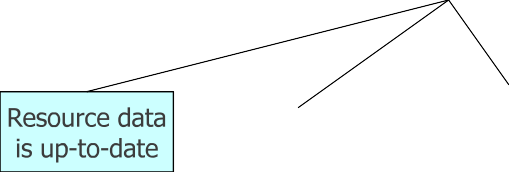 Resource data
is up-to-date